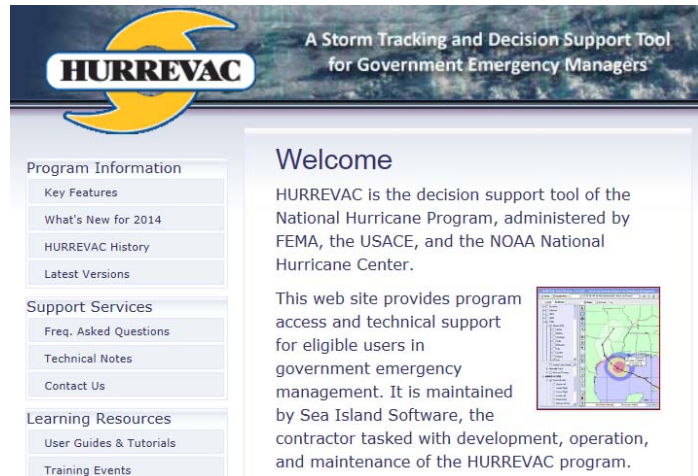 HURREVAC
A Storm Tracking and Decision Support Tool
for Government Emergency Managers
Program Information
Key Features
What's New for 2014
HURREVAC History
Latest Versions
Support Services
Freq. Asked Questions
Technical Notes
Contact Us
Learning Resources
User Guides & Tutorials
Training Events
Welcome
HURREVAC is the decision support tool of the
National Hurricane Program, administered by
FEMA, the USACE, and the NOAA National
Hurricane Center.
This web site provides program
access and technical support
for eligible users in
government emergency
management. It is maintained
by Sea Island Software, the
contractor tasked with development, operation,
and maintenance of the HURREVAC program.